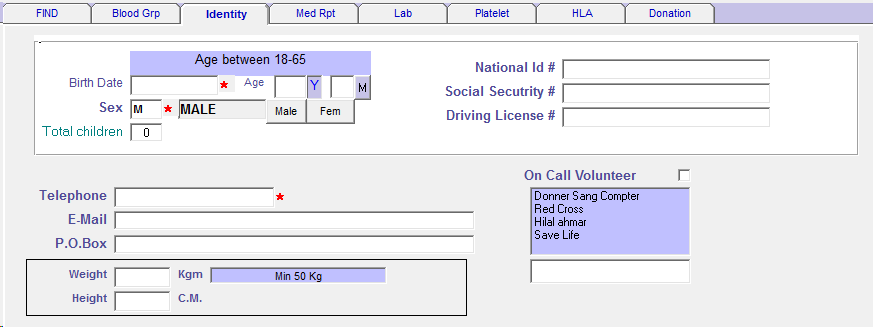 FIND Blood Grp Identity Med Rpt Lab Platelet HLA Donation
Age between 18-65
Birth Date * Age Y M
Sex M * MALE Male Fem
Total children 0
National Id #
Social Secutrity #
Driving License #
Telephone *
E-Mail
P.O.Box
Weight Kgm Min 50 Kg
Height C.M.
On Call Volunteer
Donner Sang Compter
Red Cross
Hilal ahmar
Save Life